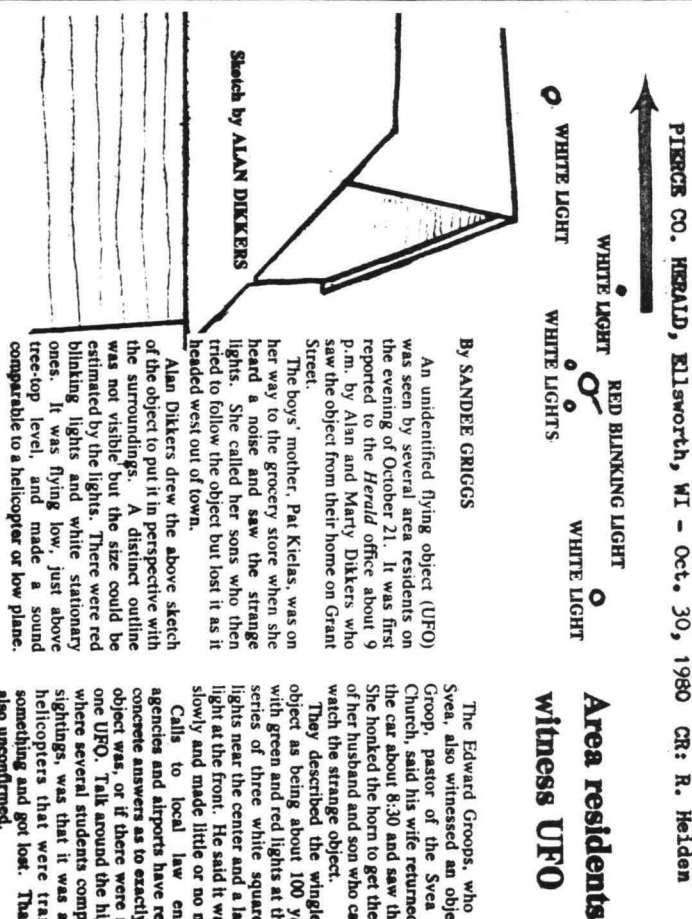 PIERCE CO. HERALD, Ellsworth, WI - Oct. 30, 1980 CR: R. Heiden
WHITE LIGHT
WHITE LIGHT
WHITE LIGHTS
RED BLINKING LIGHT
WHITE LIGHT
Sketch by ALAN DIKKERS
Area residents
witness UFO
By SANDEE GRIGGS
An unidentified flying object (UFO)
was seen by several area residents on
the evening of October 21. It was first
reported to the Herald office about 9
p.m. by Alan and Marty Dikkers who
saw the object from their home on Grant
Street.
The boys' mother, Pat Kielas, was on
her way to the grocery store when she
heard a noise and saw the strange
lights. She called her sons who then
tried to follow the object but lost it as it
headed west out of town.
Alan Dikkers drew the above sketch
of the object to put it in perspective with
the surroundings. A distinct outline
was not visible but the size could be
estimated by the lights. There were red
blinking lights and white stationary
ones. It was flying low, just above
tree-top level, and made a sound
comparable to a helicopter or low plane.
The Edward Groops, who
Svea, also witnessed an obje
Groop, pastor of the Svea
Church, said his wife returned
the car about 8:30 and saw th
She honked the horn to get the
of her husband and son who ca
watch the strange object.
They described the wingle
object as being about 100 y
with green and red lights at th
series of three white square
lights near the center and a la
light at the front. He said it w
slowly and made little or no n
Calls to local law en
agencies and airports have re
concrete answers as to exactly
object was, or if there were
one UFO. Talk around the hi
where several students comp
sightings, was that it was a
helicopters that were tra
something and got lost. Tha
also unconfirmed.